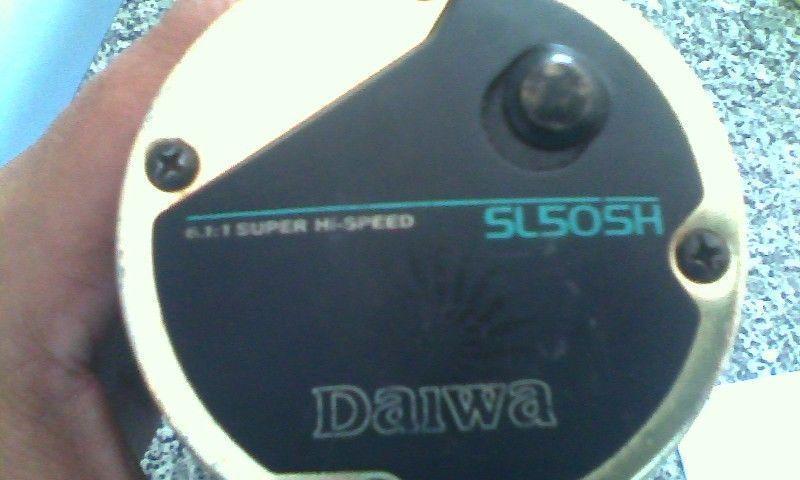 6.1:1 SUPER Hi-SPEED SL50SH
Daiwa